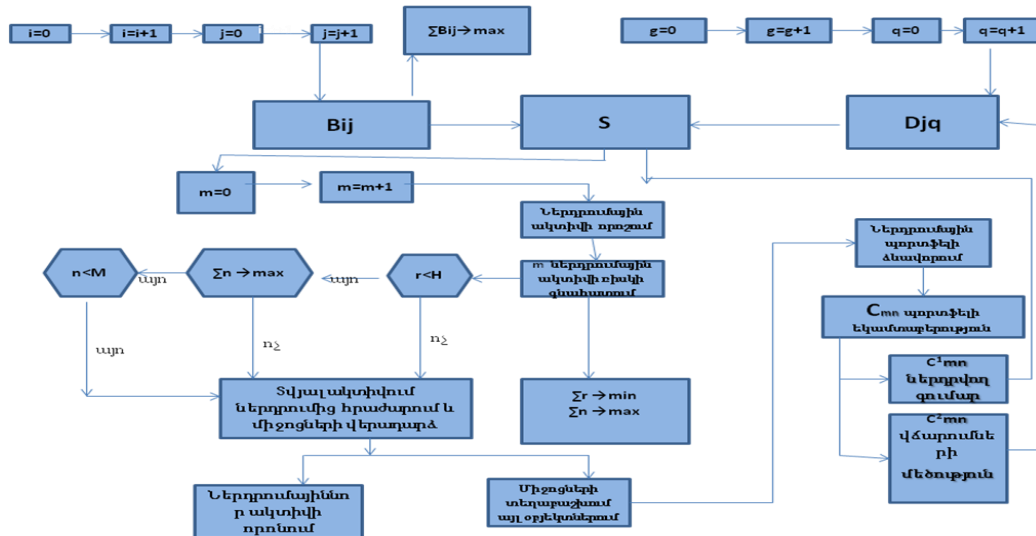 i=0
i=i+1
j=0
j=j+1
∑Bij→max
g=0
g=g+1
q=0
q=q+1
Bij
S
Djq
m=0
m=m+1
Ներդրումային
ակտիվի որոշում
m ներդրումային
ակտիվի ռիսկի
գնահատում
r<H
այո
∑n →max
այո
n<M
այո
ոչ
ոչ
Տվյալ ակտիվում
ներդրումից հրաժարում և
միջոցների վերադարձ
∑r →min
∑n →max
Ներդրումայիննո
ր ակտիվի
որոնում
Միջոցների
տեղաբաշխում
այլ օբյեկտներում
Ներդրումային
պորտֆելի
ձևավորում
Cmn պորտֆելի
եկամտաբերություն
C¹mn
ներդրվող
գումար
C²mn
վճարումնե
րի
մեծություն